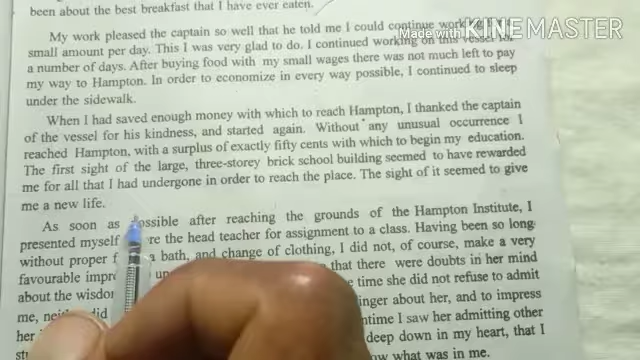 been about the best breakfast that I have ever eaten.
My work pleased the captain so well that he told me I could continue
small amount per day. This I was very glad to do. I continued working on this vessel for
a number of days. After buying food with my small wages there was not much left to pay
my way to Hampton. In order to economize in every way possible, I continued to sleep
under the sidewalk.
When I had saved enough money with which to reach Hampton, I thanked the captain
of the vessel for his kindness, and started again. Without any unusual occurrence I
reached Hampton, with a surplus of exactly fifty cents with which to begin my education.
The first sight of the large, three-storey brick school building seemed to have rewarded
me for all that I had undergone in order to reach the place. The sight of it seemed to give
me a new life.
As soon as possible after reaching the grounds of the Hampton Institute, I
presented myself the head teacher for assignment to a class. Having been so long
without proper a bath, and change of clothing, I did not, of course, make a very
favourable that there were doubts in her mind
about the time she did not refuse to admit
me, about her, and to impress
her I saw her admitting other
deep down in my heart, that I
what was in me.
Made with KINEMASTER